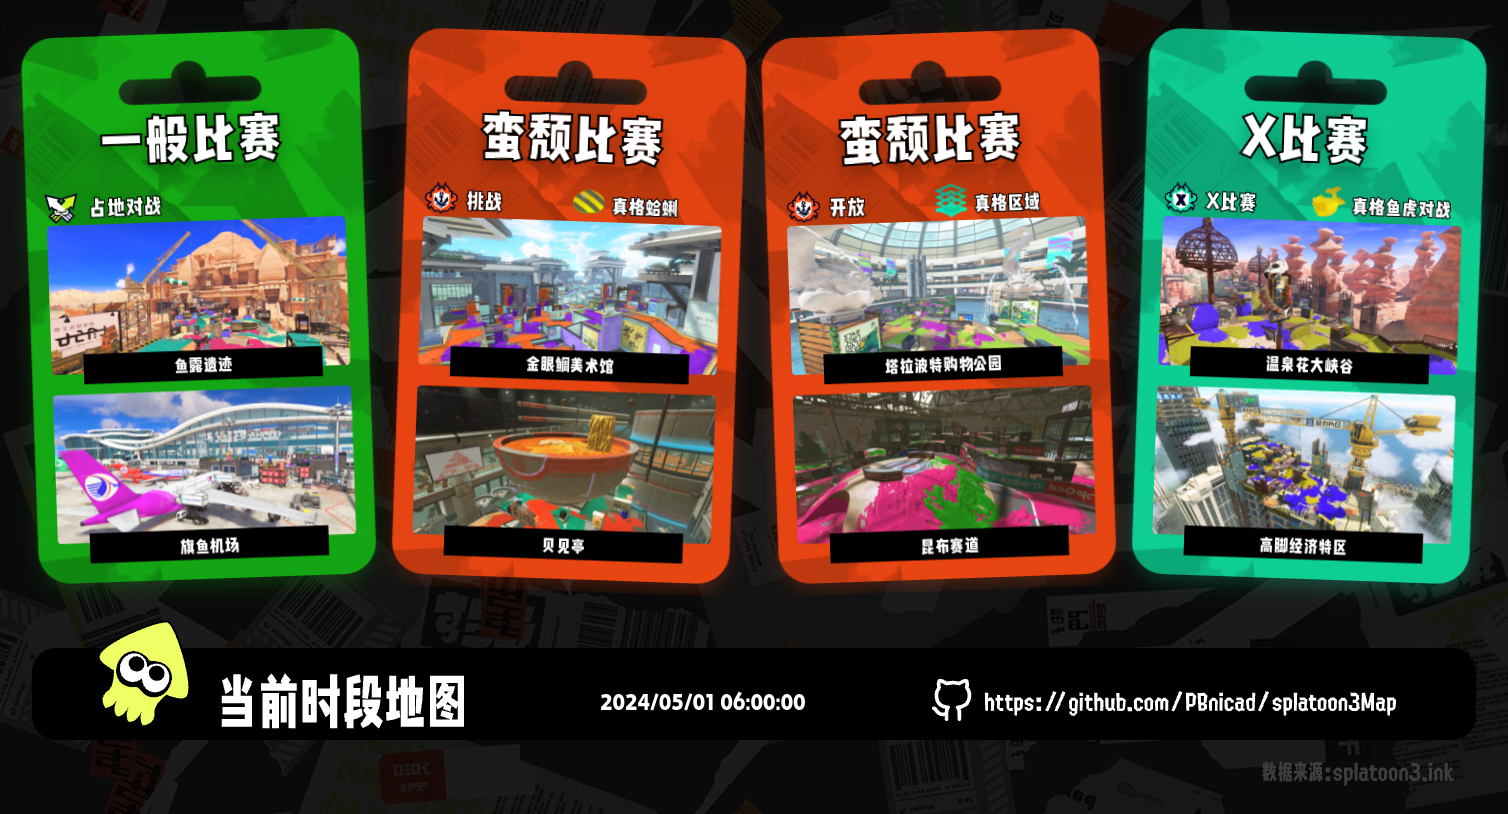 一般比赛
占地对战
鱼露遗迹
旗鱼机场
蛮颓比赛
挑战
真格蛤蜊
金眼鲷美术馆
贝见亭
蛮颓比赛
开放
真格区域
塔拉波特购物公园
昆布赛道
X比赛
X比赛
真格鱼虎对战
温泉花大峡谷
高脚经济特区
当前时段地图
2024/05/01 06:00:00
https://github.com/PBnicad/splatoon3Map
数据来源:splatoon3.ink